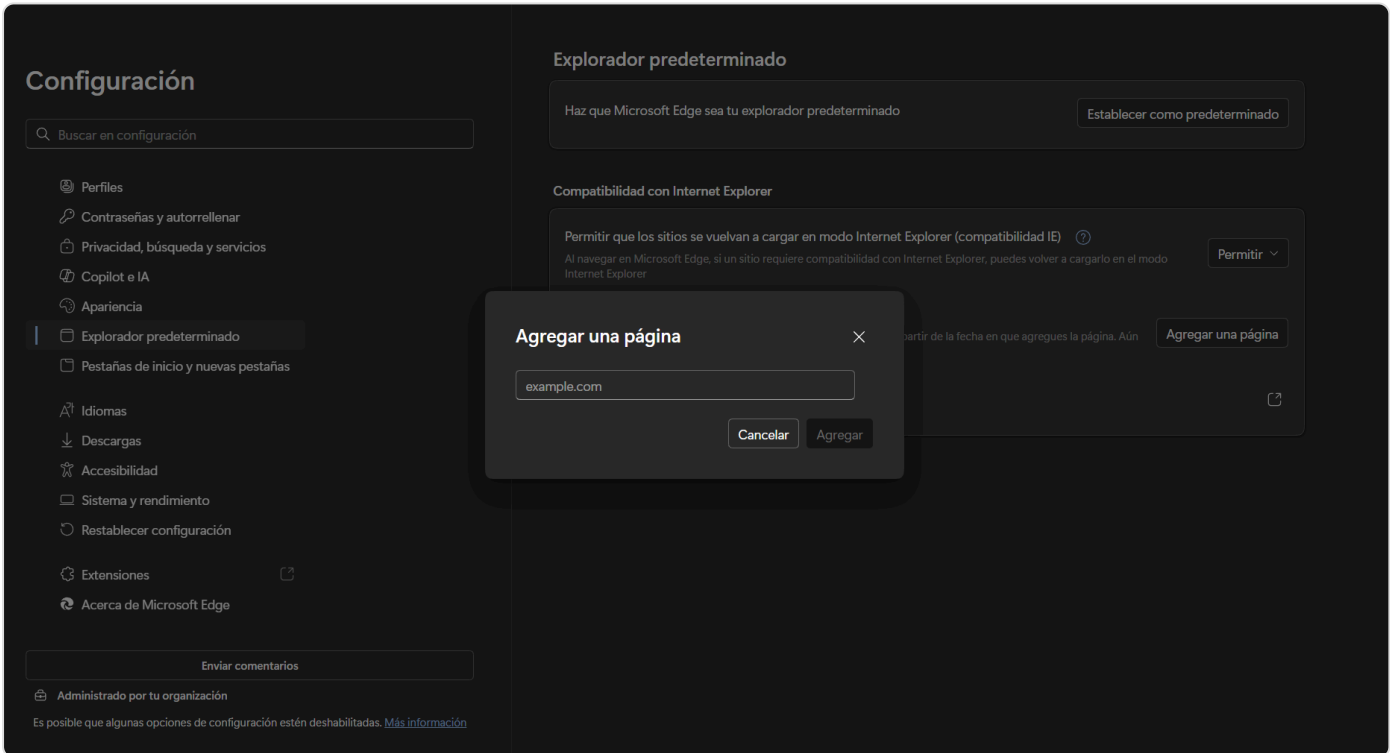 Configuración
Buscar en configuración
Perfiles
Contraseñas y autorrellenar
Privacidad, búsqueda y servicios
Copilot e IA
Apariencia
Explorador predeterminado
Pestañas de inicio y nuevas pestañas
Idiomas
Descargas
Accesibilidad
Sistema y rendimiento
Restablecer configuración
Extensiones
Acerca de Microsoft Edge
Enviar comentarios
Administrado por tu organización
Es posible que algunas opciones de configuración estén deshabilitadas. Más información
Explorador predeterminado
Haz que Microsoft Edge sea tu explorador predeterminado
Establecer como predeterminado
Compatibilidad con Internet Explorer
Permitir que los sitios se vuelvan a cargar en modo Internet Explorer (compatibilidad IE)
Al navegar en Microsoft Edge, si un sitio requiere compatibilidad con Internet Explorer, puedes volver a cargarlo en el modo
Internet Explorer
Permitir
partir de la fecha en que agregues la página. Aún
Agregar una página
Agregar una página
example.com
Cancelar
Agregar